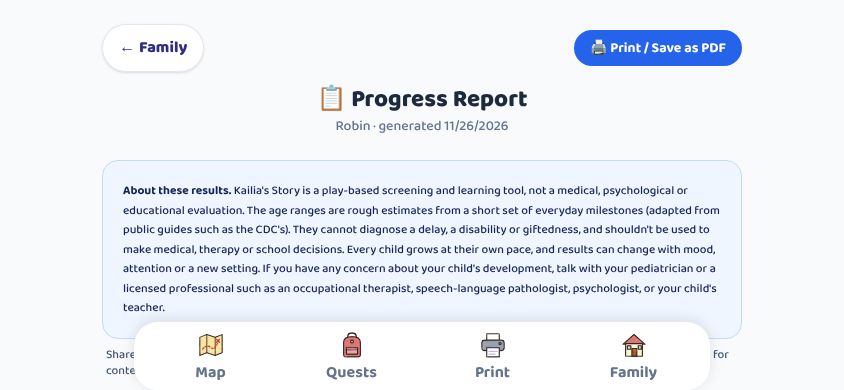 ← Family
Print / Save as PDF
Progress Report
Robin · generated 11/26/2026
About these results. Kailia's Story is a play-based screening and learning tool, not a medical, psychological or
educational evaluation. The age ranges are rough estimates from a short set of everyday milestones (adapted from
public guides such as the CDC's). They cannot diagnose a delay, a disability or giftedness, and shouldn't be used to
make medical, therapy or school decisions. Every child grows at their own pace, and results can change with mood,
attention or a new setting. If you have any concern about your child's development, talk with your pediatrician or a
licensed professional such as an occupational therapist, speech-language pathologist, psychologist, or your child's
teacher.
Share for
conte
Map Quests Print Family